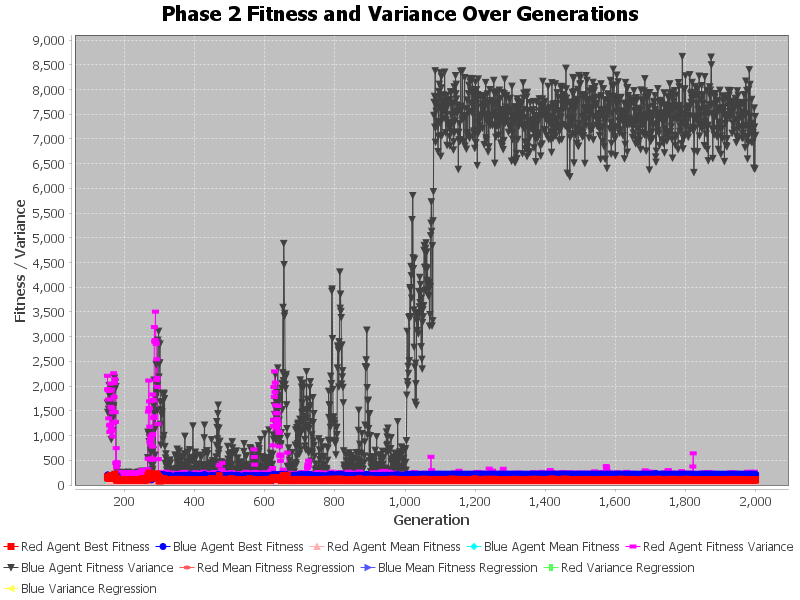 Phase 2 Fitness and Variance Over Generations
9,000
8,500
8,000
7,500
7,000
6,500
6,000
5,500
5,000
4,500
4,000
3,500
3,000
2,500
2,000
1,500
1,000
500
0
Fitness / Variance
200 400 600 800 1,000 1,200 1,400 1,600 1,800 2,000
Generation
Red Agent Best Fitness Blue Agent Best Fitness Red Agent Mean Fitness Blue Agent Mean Fitness Red Agent Fitness Variance
Blue Agent Fitness Variance Red Mean Fitness Regression Blue Mean Fitness Regression Red Variance Regression
Blue Variance Regression